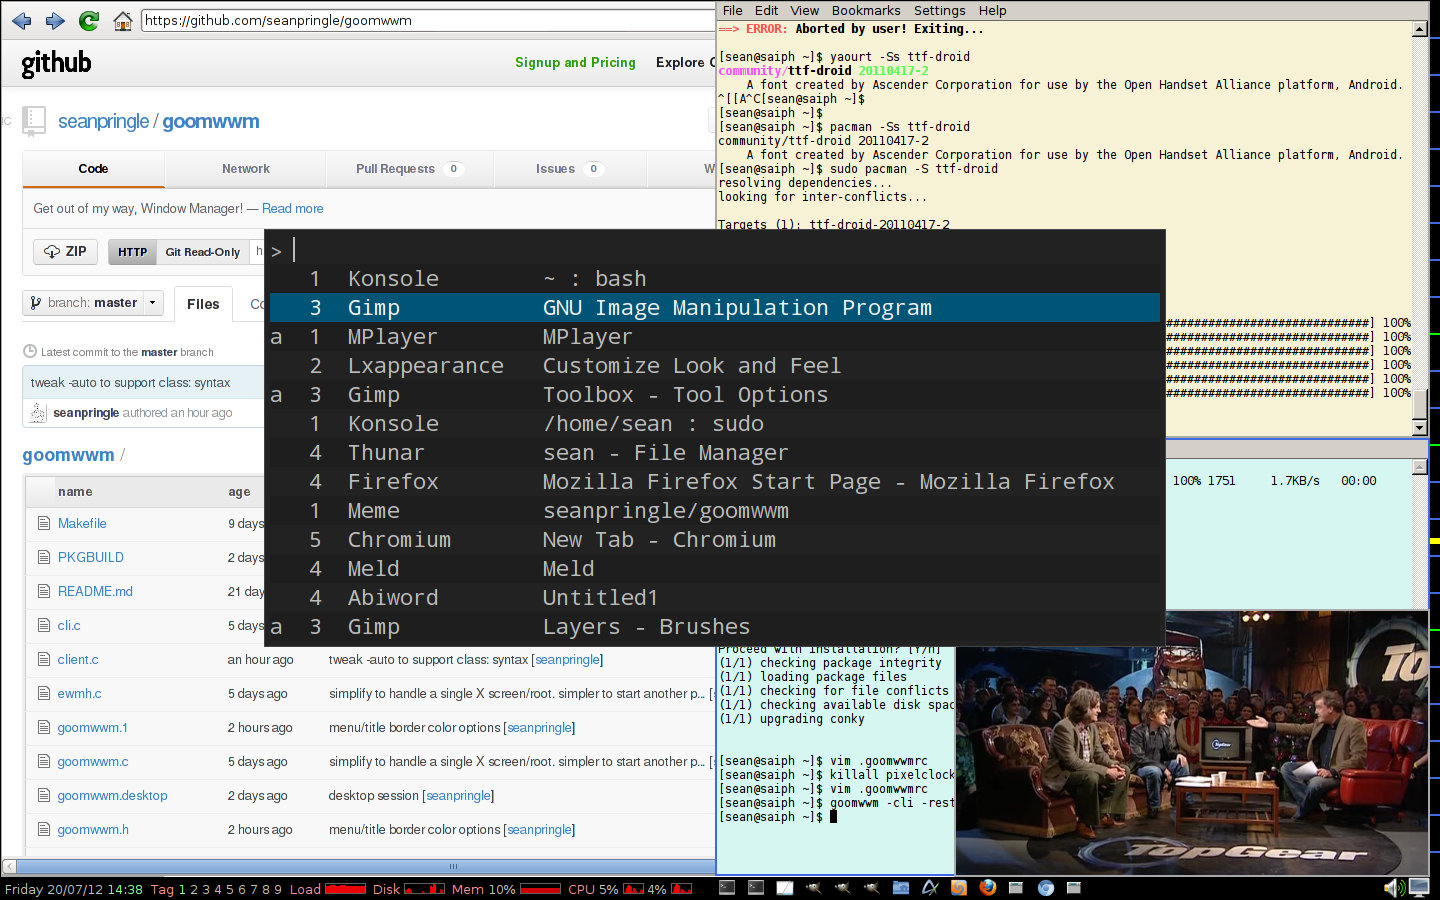 https://github.com/seanpringle/goomwwm
github
Signup and Pricing
Explore
seanpringle / goomwwm
Code
Network
Pull Requests 0
Issues 0
Get out of my way, Window Manager! — Read more
ZIP
HTTP
Git Read-Only
branch: master
Files
Latest commit to the master branch
tweak -auto to support class: syntax
seanpringle authored an hour ago
goomwwm /
name age
Makefile 9 days
PKGBUILD 2 days
README.md 21 day
cli.c 5 days
client.c an hour ago tweak -auto to support class: syntax [seanpringle]
ewmh.c 5 days ago simplify to handle a single X screen/root. simpler to start another p... [
goomwwm.1 2 hours ago menu/title border color options [seanpringle]
goomwwm.c 5 days ago simplify to handle a single X screen/root. simpler to start another p... [
goomwwm.desktop 2 days ago desktop session [seanpringle]
goomwwm.h 2 hours ago menu/title border color options [seanpringle]
File Edit View Bookmarks Settings Help
==> ERROR: Aborted by user! Exiting...
[sean@saiph ~]$ yaourt -Ss ttf-droid
community/ttf-droid 20110417-2
A font created by Ascender Corporation for use by the Open Handset Alliance platform, Android.
^[[A^C[sean@saiph ~]$
[sean@saiph ~]$
[sean@saiph ~]$ pacman -Ss ttf-droid
community/ttf-droid 20110417-2
A font created by Ascender Corporation for use by the Open Handset Alliance platform, Android.
[sean@saiph ~]$ sudo pacman -S ttf-droid
resolving dependencies...
looking for inter-conflicts...
Targets (1): ttf-droid-20110417-2
############################] 100%
############################] 100%
############################] 100%
############################] 100%
############################] 100%
############################] 100%
>
1 Konsole ~ : bash
3 Gimp GNU Image Manipulation Program
a 1 MPlayer MPlayer
2 Lxappearance Customize Look and Feel
a 3 Gimp Toolbox - Tool Options
1 Konsole /home/sean : sudo
4 Thunar sean - File Manager
4 Firefox Mozilla Firefox Start Page - Mozilla Firefox
1 Meme seanpringle/goomwwm
5 Chromium New Tab - Chromium
4 Meld Meld
4 Abiword Untitled1
a 3 Gimp Layers - Brushes
100% 1751 1.7KB/s 00:00
Proceed with installation? [Y/n]
(1/1) checking package integrity
(1/1) loading package files
(1/1) checking for file conflicts
(1/1) checking available disk spac
(1/1) upgrading conky
[sean@saiph ~]$ vim .goomwwmrc
[sean@saiph ~]$ killall pixelclock
[sean@saiph ~]$ vim .goomwwmrc
[sean@saiph ~]$ goomwwm -cli -rest
[sean@saiph ~]$
TopGear
Friday 20/07/12 14:38 Tag 1 2 3 4 5 6 7 8 9 Load Disk Mem 10% CPU 5% 4%